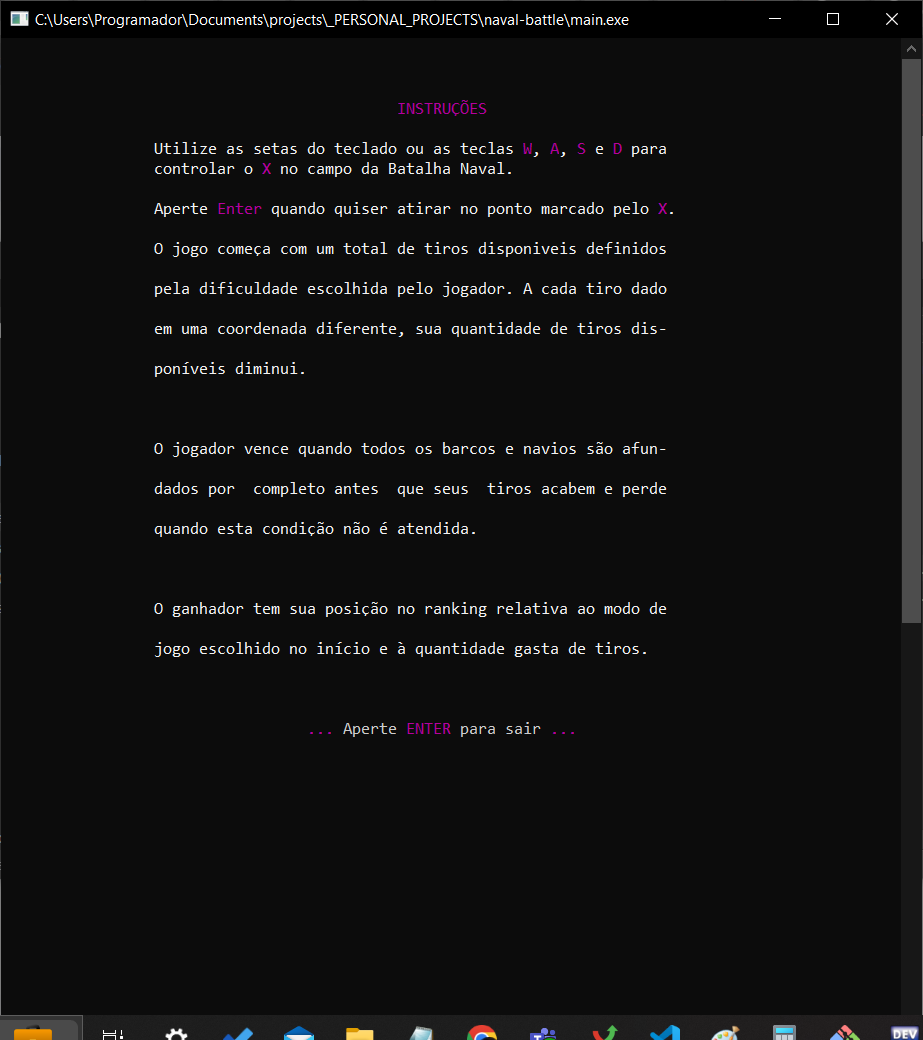 C:\Users\Programador\Documents\projects\_PERSONAL_PROJECTS\naval-battle\main.exe
INSTRUÇÕES
Utilize as setas do teclado ou as teclas W, A, S e D para
controlar o X no campo da Batalha Naval.
Aperte Enter quando quiser atirar no ponto marcado pelo X.
O jogo começa com um total de tiros disponiveis definidos
pela dificuldade escolhida pelo jogador. A cada tiro dado
em uma coordenada diferente, sua quantidade de tiros dis-
poníveis diminui.
O jogador vence quando todos os barcos e navios são afun-
dados por  completo antes  que seus  tiros acabem e perde
quando esta condição não é atendida.
O ganhador tem sua posição no ranking relativa ao modo de
jogo escolhido no início e à quantidade gasta de tiros.
... Aperte ENTER para sair ...
DEV